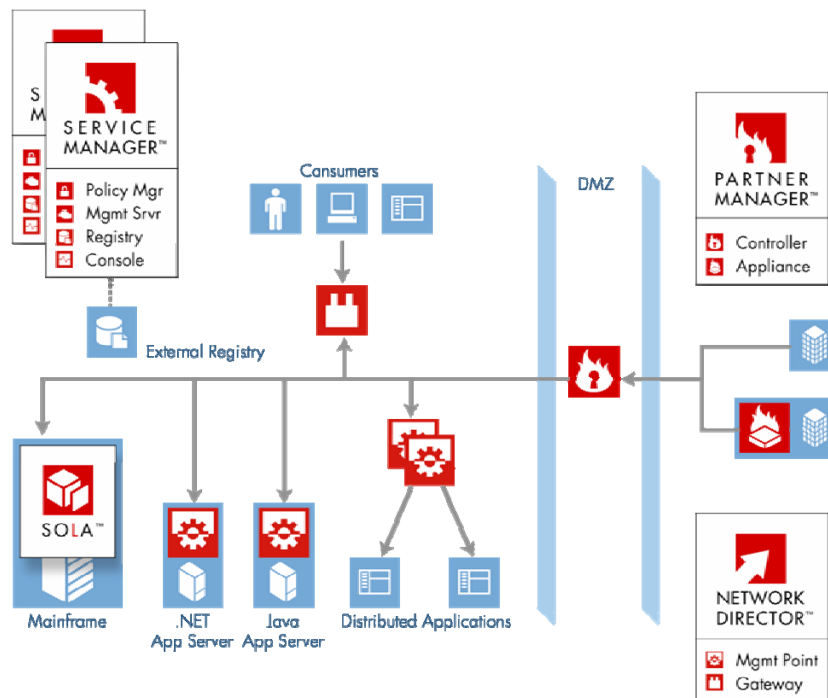 S
M
SERVICE
MANAGER™
Policy Mgr
Mgmt Srvr
Registry
Console
External Registry
Consumers
DMZ
PARTNER
MANAGER™
Controller
Appliance
SOLA™
Mainframe
.NET
App Server
Java
App Server
Distributed Applications
NETWORK
DIRECTOR™
Mgmt Point
Gateway